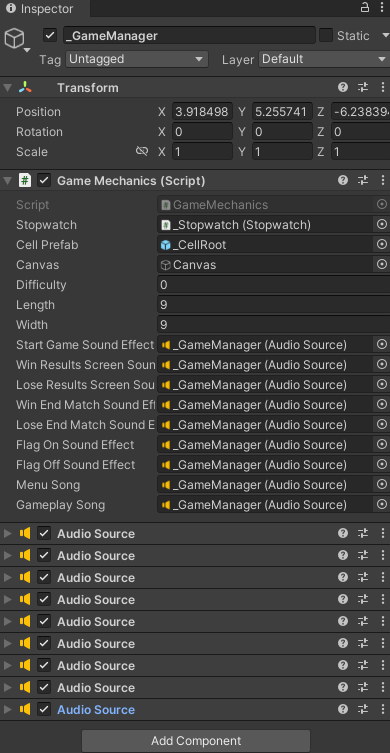 Inspector
_GameManager Static
Tag Untagged Layer Default
Transform
Position X 3.918498 Y 5.255741 Z -6.238394
Rotation X 0 Y 0 Z 0
Scale X 1 Y 1 Z 1
# Game Mechanics (Script)
Script # GameMechanics
Stopwatch # _Stopwatch (Stopwatch)
Cell Prefab _CellRoot
Canvas Canvas
Difficulty 0
Length 9
Width 9
Start Game Sound Effect _GameManager (Audio Source)
Win Results Screen Soun _GameManager (Audio Source)
Lose Results Screen Sou _GameManager (Audio Source)
Win End Match Sound Eff _GameManager (Audio Source)
Lose End Match Sound E _GameManager (Audio Source)
Flag On Sound Effect _GameManager (Audio Source)
Flag Off Sound Effect _GameManager (Audio Source)
Menu Song _GameManager (Audio Source)
Gameplay Song _GameManager (Audio Source)
Audio Source
Audio Source
Audio Source
Audio Source
Audio Source
Audio Source
Audio Source
Audio Source
Audio Source
Add Component